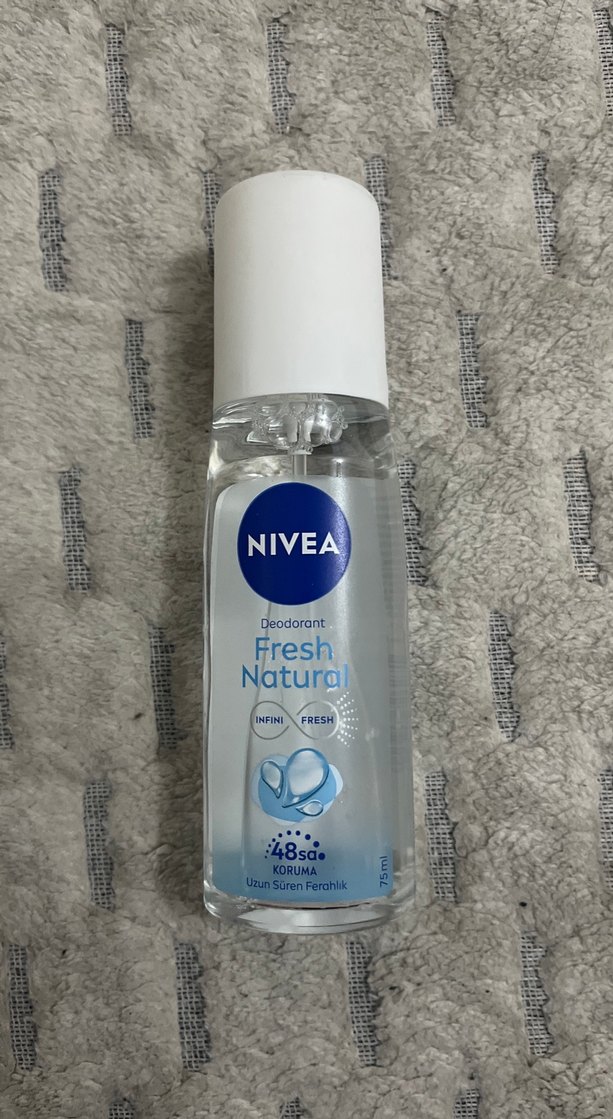 NIVEA
Deodorant
Fresh
Natural
INFINI FRESH
48sa.
KORUMA
Uzun Süren Ferahlık
75 ml